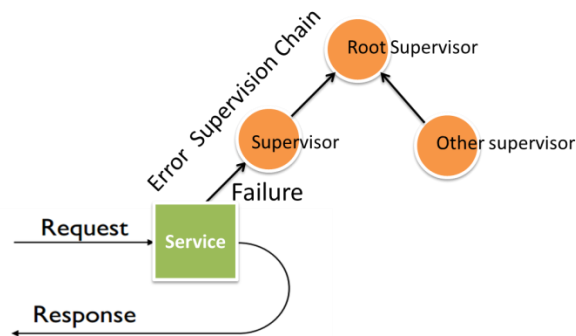 Root Supervisor
Error Supervision Chain
Supervisor
Other supervisor
Failure
Request
Service
Response